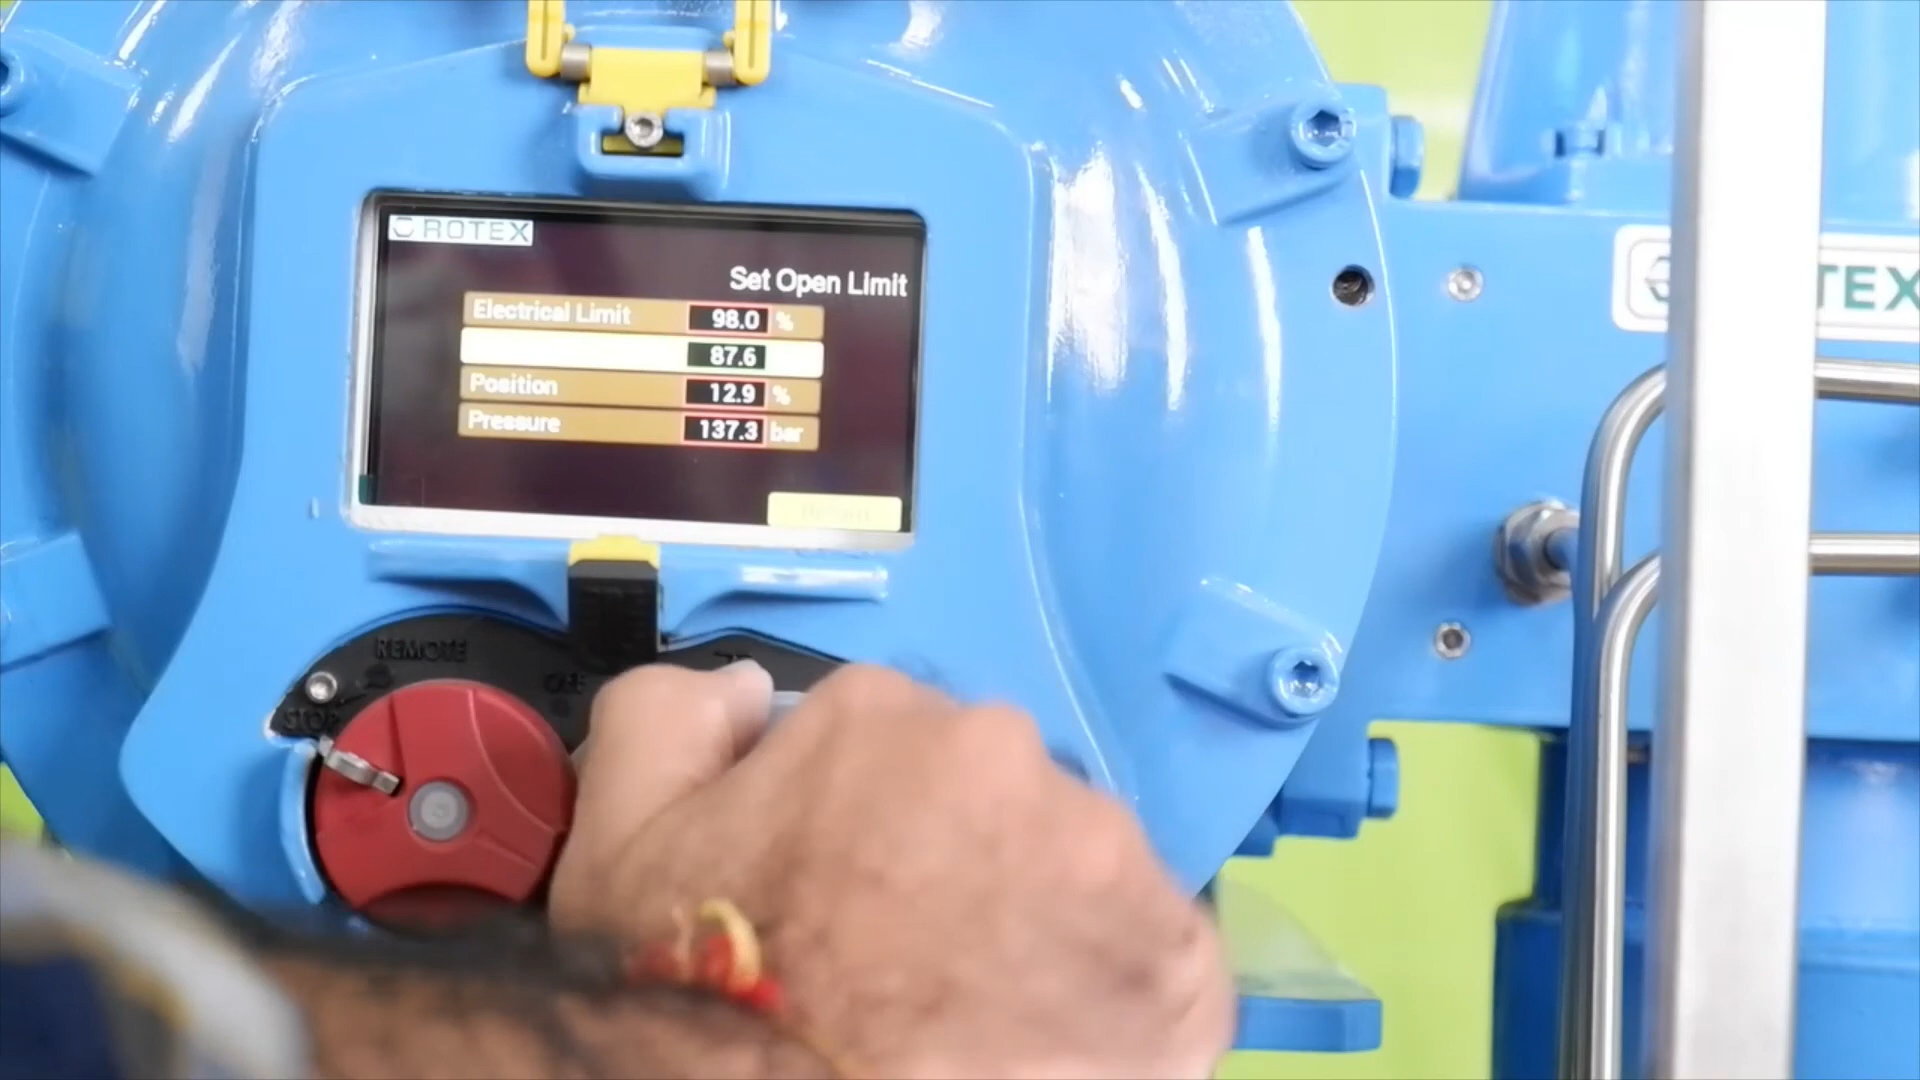 ROTEX
Set Open Limit
Electrical Limit 98.0 %
87.6
Position 12.9 %
Pressure 137.3 bar
REMOTE
OFF
STOP
TEX